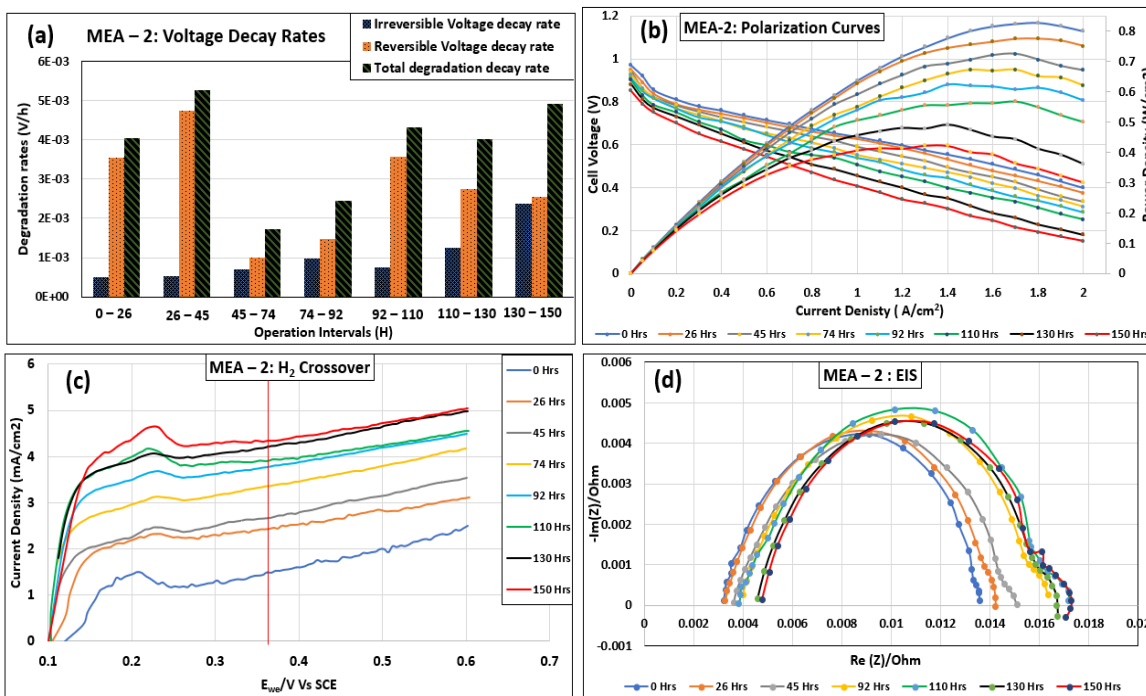 (a)
MEA – 2: Voltage Decay Rates
Irreversible Voltage decay rate
Reversible Voltage decay rate
Total degradation decay rate
Degradation rates (V/h)
6E-03
5E-03
4E-03
3E-03
2E-03
1E-03
0E+00
0 – 26
26 – 45
45 – 74
74 – 92
92 – 110
110 – 130
130 – 150
Operation Intervals (H)
(b)
MEA-2: Polarization Curves
Cell Voltage (V)
1.2
1
0.8
0.6
0.4
0.2
0
0.8
0.7
0.6
0.5
0.4
0.3
0.2
0.1
0
0 0.2 0.4 0.6 0.8 1 1.2 1.4 1.6 1.8 2
Current Denisty ( A/cm²)
0 Hrs 26 Hrs 45 Hrs 74 Hrs 92 Hrs 110 Hrs 130 Hrs 150 Hrs
(c)
MEA – 2: H₂ Crossover
Current Density (mA/cm2)
6
5
4
3
2
1
0
0.1 0.2 0.3 0.4 0.5 0.6 0.7
E_we/V Vs SCE
0 Hrs
26 Hrs
45 Hrs
74 Hrs
92 Hrs
110 Hrs
130 Hrs
150 Hrs
(d)
MEA – 2 : EIS
-Im(Z)/Ohm
0.006
0.005
0.004
0.003
0.002
0.001
0
-0.001
0 0.002 0.004 0.006 0.008 0.01 0.012 0.014 0.016 0.018 0.02
Re (Z)/Ohm
0 Hrs 26 Hrs 45 Hrs 92 Hrs 110 Hrs 130 Hrs 150 Hrs